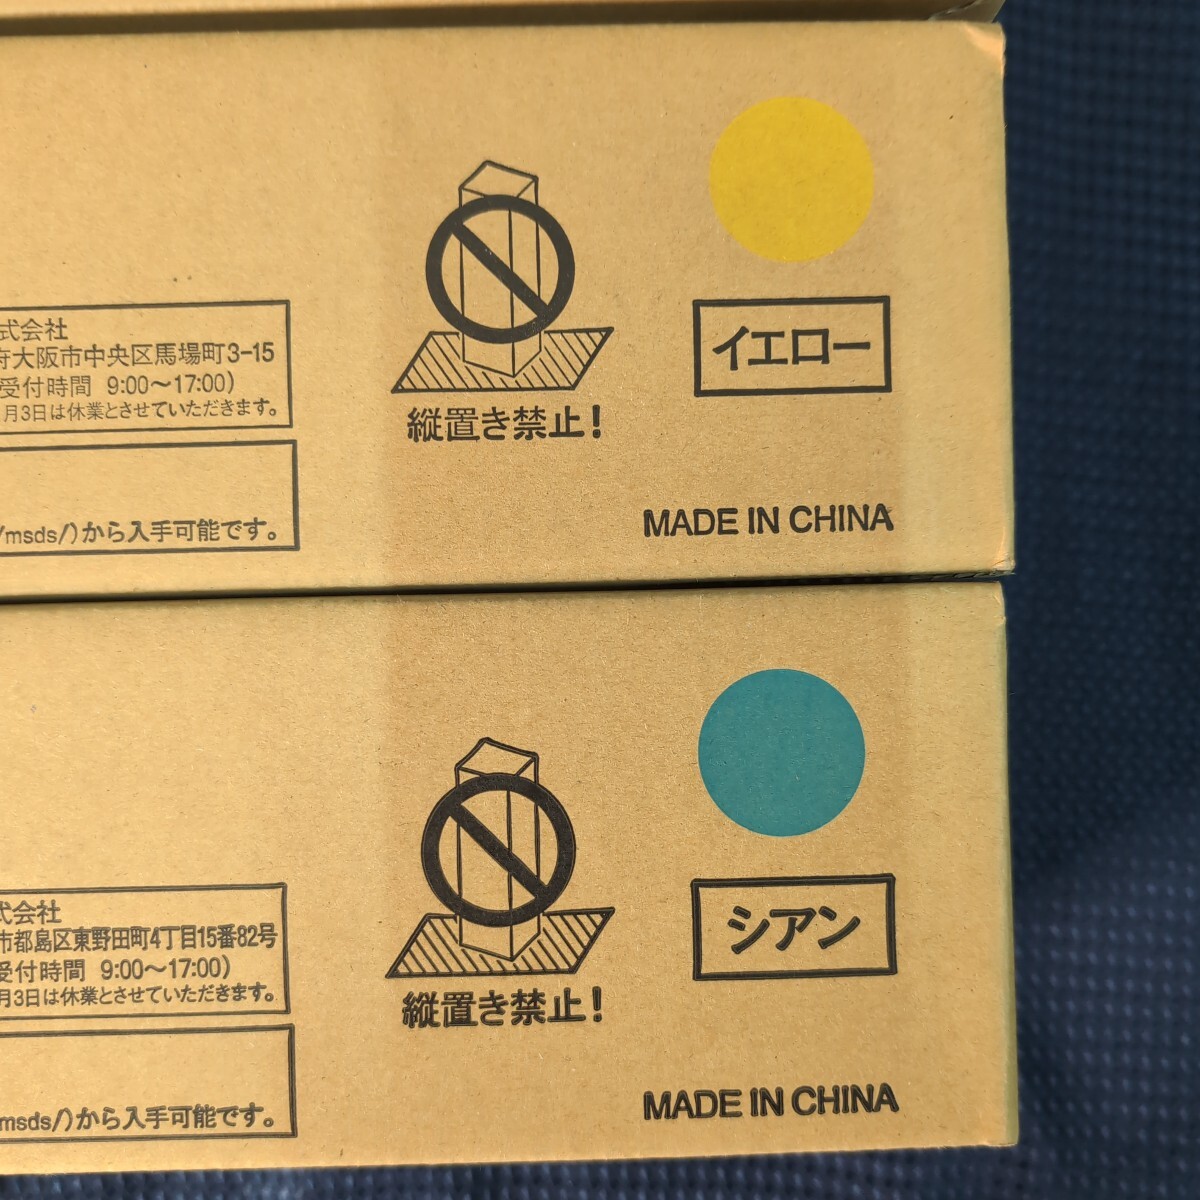 式会社
府大阪市中央区馬場町3-15
受付時間 9:00〜17:00)
月3日は休業とさせていただきます。
/msds/)から入手可能です。
縦置き禁止!
イエロー
MADE IN CHINA
式会社
市都島区東野田町4丁目15番82号
受付時間 9:00〜17:00)
月3日は休業とさせていただきます。
msds/)から入手可能です。
縦置き禁止!
シアン
MADE IN CHINA